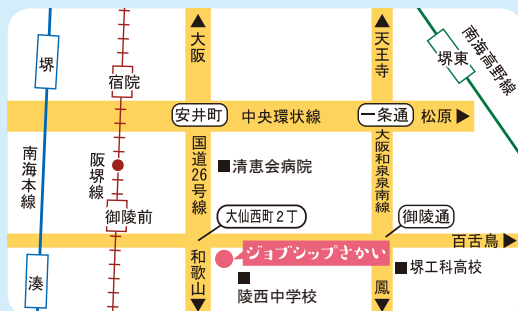 大阪
天王寺
南海高野線
堺東
堺
宿院
安井町
中央環状線
一条通
松原
南海本線
阪堺線
国道26号線
清恵会病院
大阪和泉泉南線
御陵前
大仙西町2丁
御陵通
百舌鳥
ジョブシップさかい
湊
和歌山
陵西中学校
鳳
堺工科高校